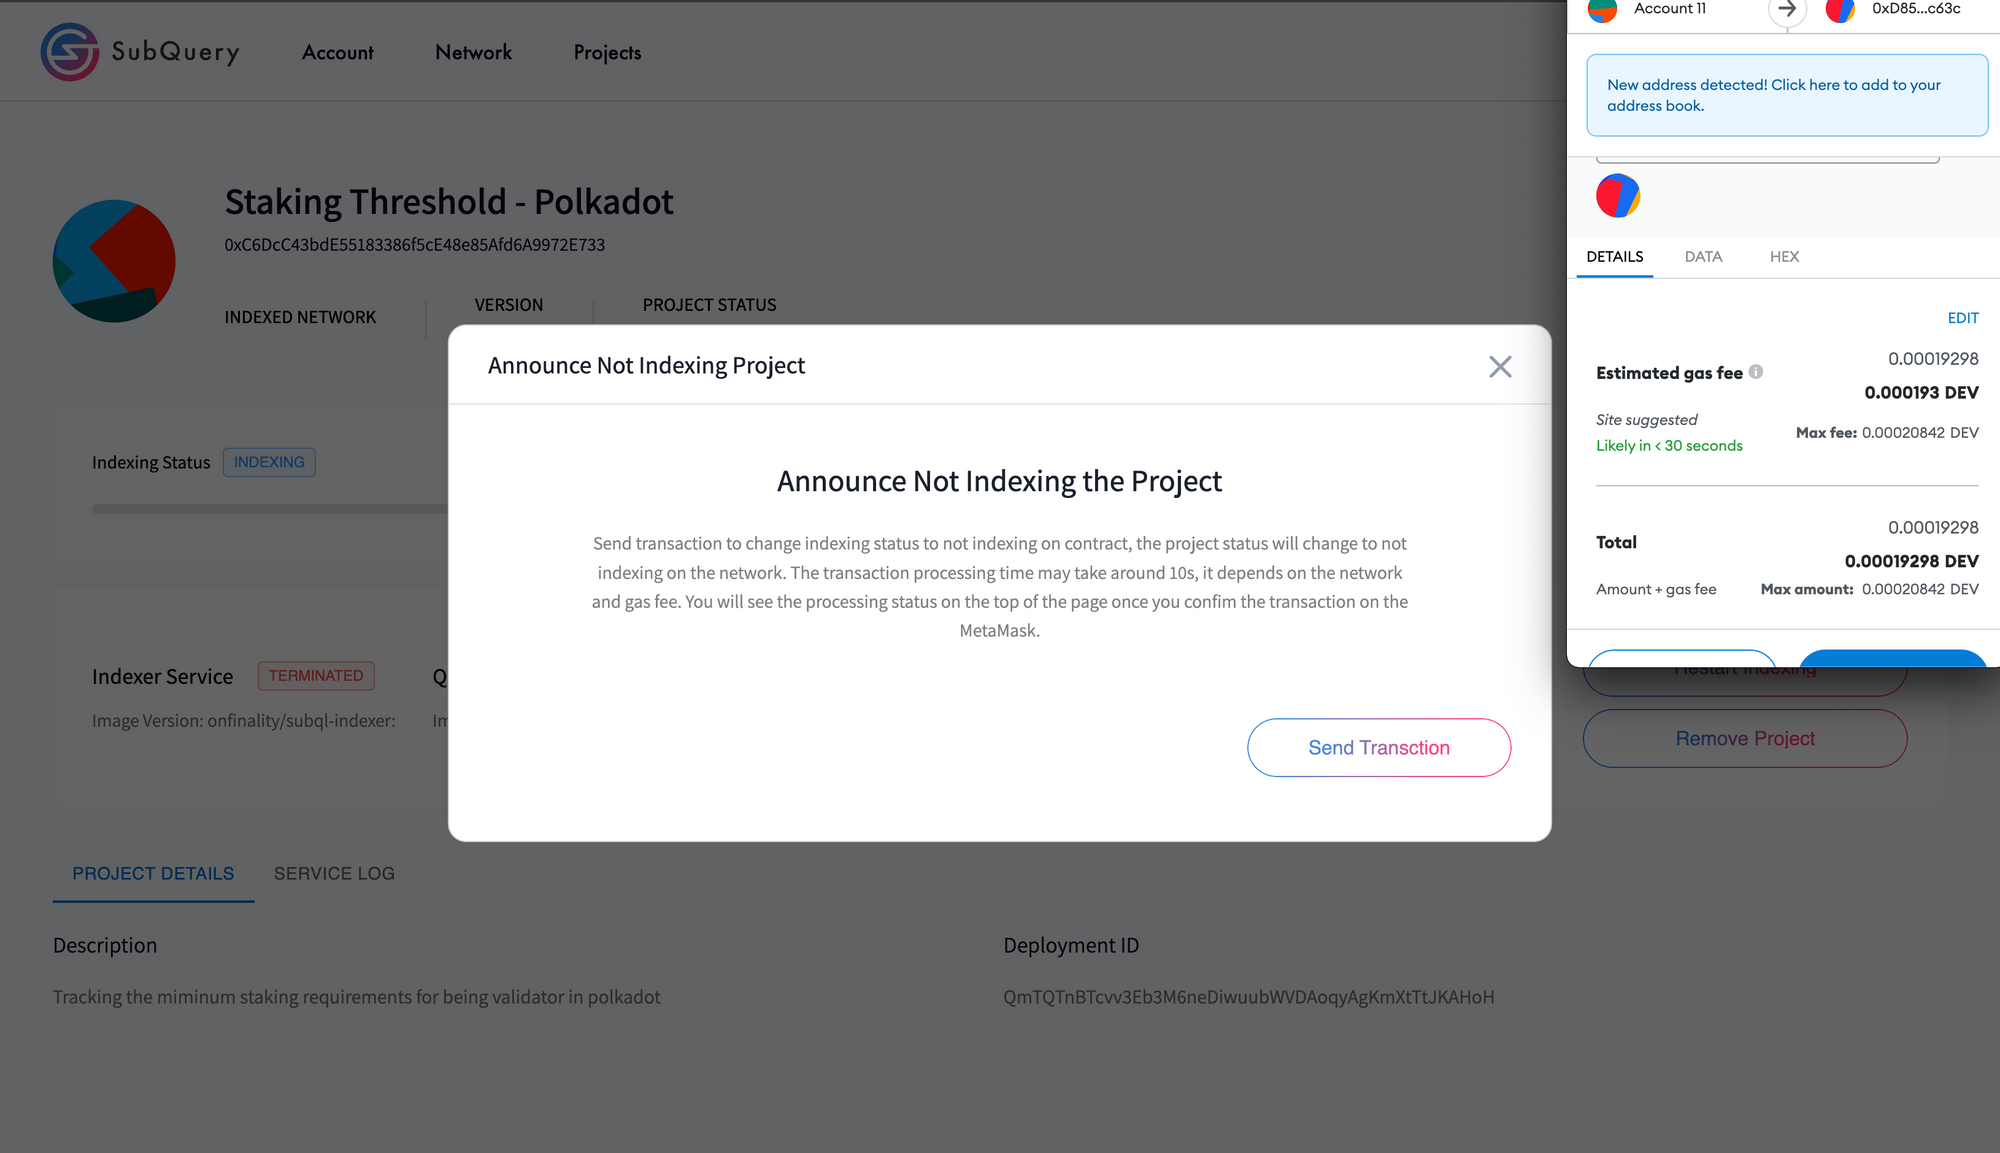 SubQuery
Account
Network
Projects
Staking Threshold - Polkadot
0xC6DcC43bdE55183386f5cE48e85Afd6A9972E733
INDEXED NETWORK
VERSION
PROJECT STATUS
Indexing Status
INDEXING
Indexer Service
TERMINATED
Q
Image Version: onfinality/subql-indexer:
Im
Announce Not Indexing Project
Announce Not Indexing the Project
Send transaction to change indexing status to not indexing on contract, the project status will change to not
indexing on the network. The transaction processing time may take around 10s, it depends on the network
and gas fee. You will see the processing status on the top of the page once you confim the transaction on the
MetaMask.
Send Transction
Account 11
0xD85...c63c
New address detected! Click here to add to your
address book.
DETAILS
DATA
HEX
EDIT
Estimated gas fee
0.00019298
0.000193 DEV
Site suggested
Likely in < 30 seconds
Max fee: 0.00020842 DEV
Total
0.00019298
0.00019298 DEV
Amount + gas fee
Max amount: 0.00020842 DEV
Restart Indexing
Remove Project
PROJECT DETAILS
SERVICE LOG
Description
Tracking the miminum staking requirements for being validator in polkadot
Deployment ID
QmTQTnBTcvv3Eb3M6neDiwuubWVDAoqyAgKmXtTtJKAHoH